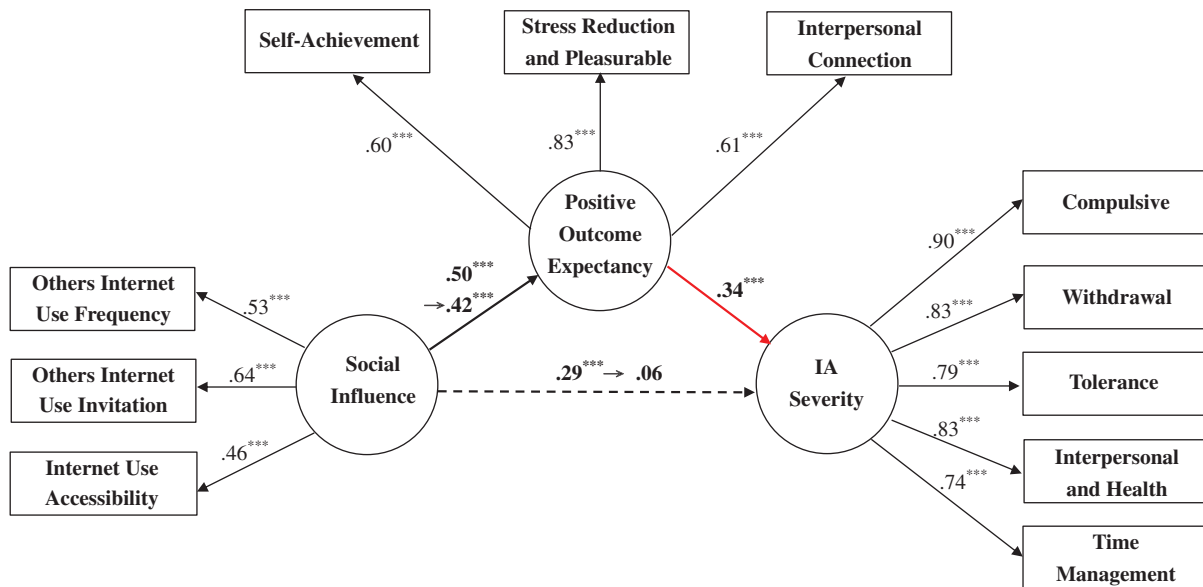 Self-Achievement
Stress Reduction
and Pleasurable
Interpersonal
Connection
.60***
.83***
.61***
Positive
Outcome
Expectancy
Compulsive
.90***
Others Internet
Use Frequency
.53***
.50***
→.42***
.34***
.83***
Withdrawal
Others Internet
Use Invitation
.64***
Social
Influence
.29***→ .06
IA
Severity
.79***
Tolerance
Internet Use
Accessibility
.46***
.83***
Interpersonal
and Health
.74***
Time
Management